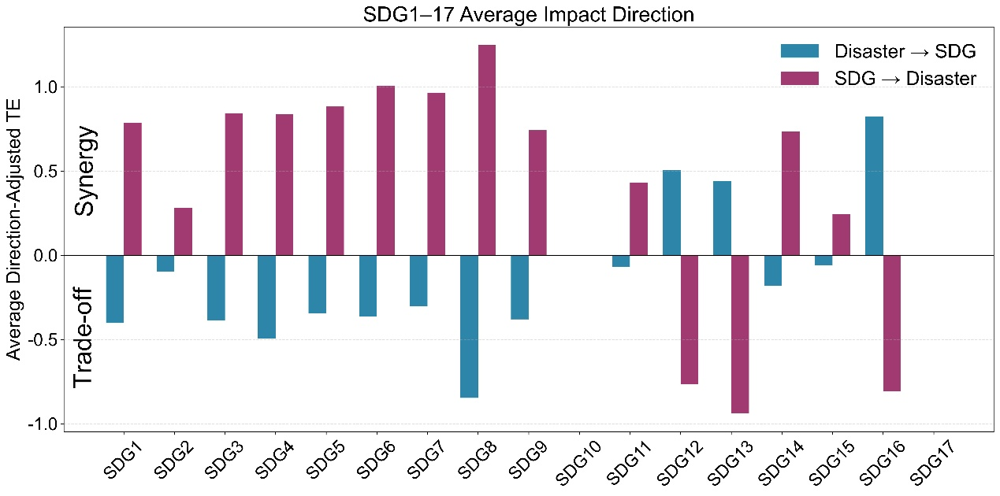 SDG1–17 Average Impact Direction
Disaster → SDG
SDG → Disaster
Average Direction-Adjusted TE
Synergy
Trade-off
1.0
0.5
0.0
-0.5
-1.0
SDG1
SDG2
SDG3
SDG4
SDG5
SDG6
SDG7
SDG8
SDG9
SDG10
SDG11
SDG12
SDG13
SDG14
SDG15
SDG16
SDG17